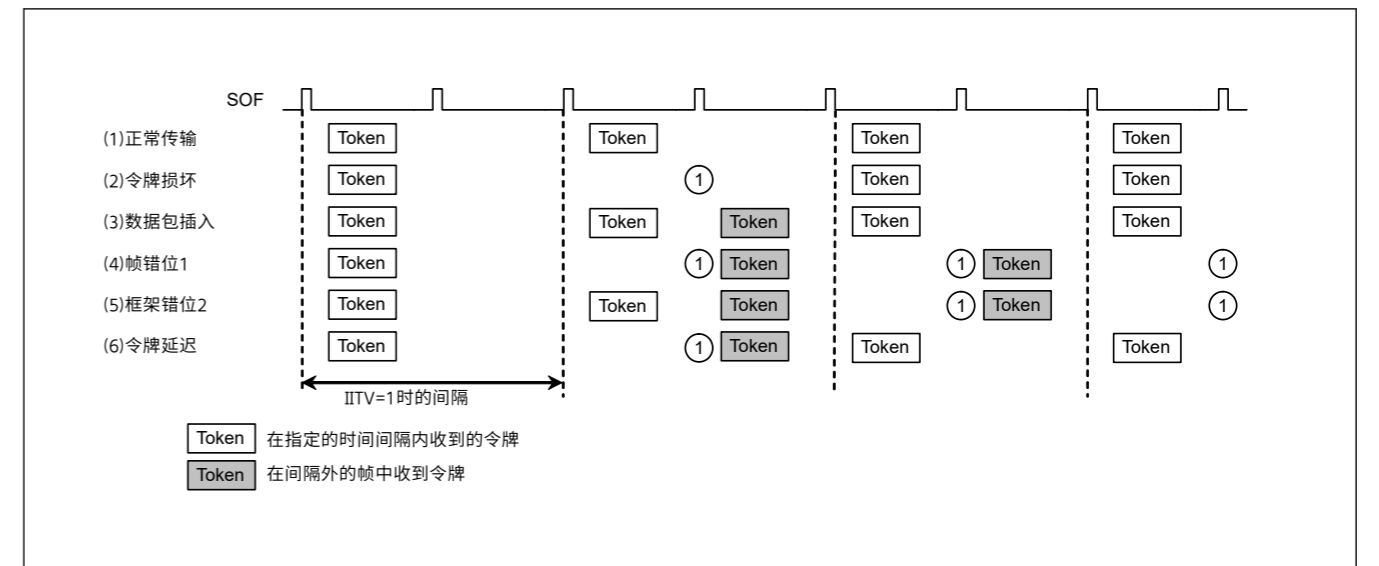 SOF
(1)正常传输 Token Token Token Token
(2)令牌损坏 Token 1 Token Token
(3)数据包插入 Token Token Token Token Token
(4)帧错位1 Token 1 Token 1 Token 1
(5)框架错位2 Token Token Token 1 Token 1
(6)令牌延迟 Token 1 Token Token Token
IITV=1时的间隔
Token 在指定的时间间隔内收到的令牌
Token 在间隔外的帧中收到令牌